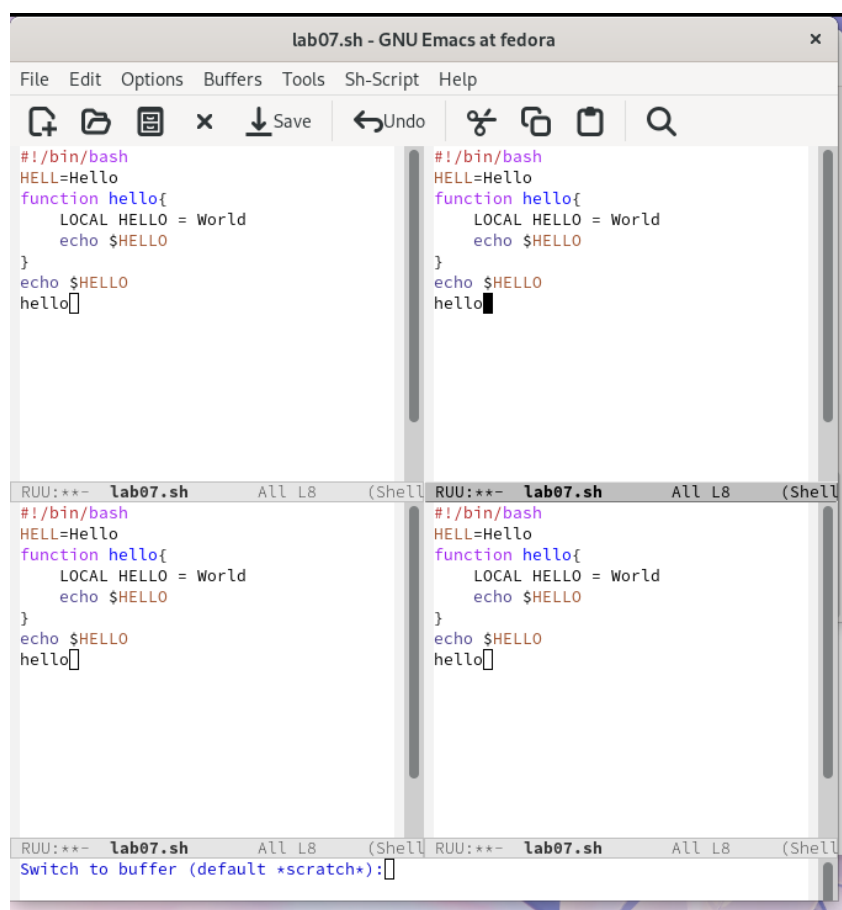 lab07.sh - GNU Emacs at fedora ×
File Edit Options Buffers Tools Sh-Script Help
Save Undo
#!/bin/bash
HELL=Hello
function hello{
    LOCAL HELLO = World
    echo $HELLO
}
echo $HELLO
hello
RUU:**- lab07.sh All L8 (Shell
#!/bin/bash
HELL=Hello
function hello{
    LOCAL HELLO = World
    echo $HELLO
}
echo $HELLO
hello
RUU:**- lab07.sh All L8 (Shell
#!/bin/bash
HELL=Hello
function hello{
    LOCAL HELLO = World
    echo $HELLO
}
echo $HELLO
hello
RUU:**- lab07.sh All L8 (Shell
#!/bin/bash
HELL=Hello
function hello{
    LOCAL HELLO = World
    echo $HELLO
}
echo $HELLO
hello
RUU:**- lab07.sh All L8 (Shell
Switch to buffer (default *scratch*):